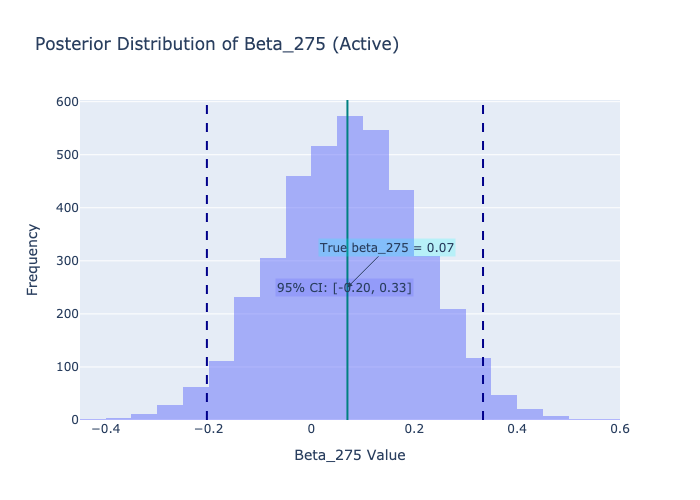 Posterior Distribution of Beta_275 (Active)
600
500
400
300
200
100
0
Frequency
True beta_275 = 0.07
95% CI: [-0.20, 0.33]
−0.4
−0.2
0
0.2
0.4
0.6
Beta_275 Value